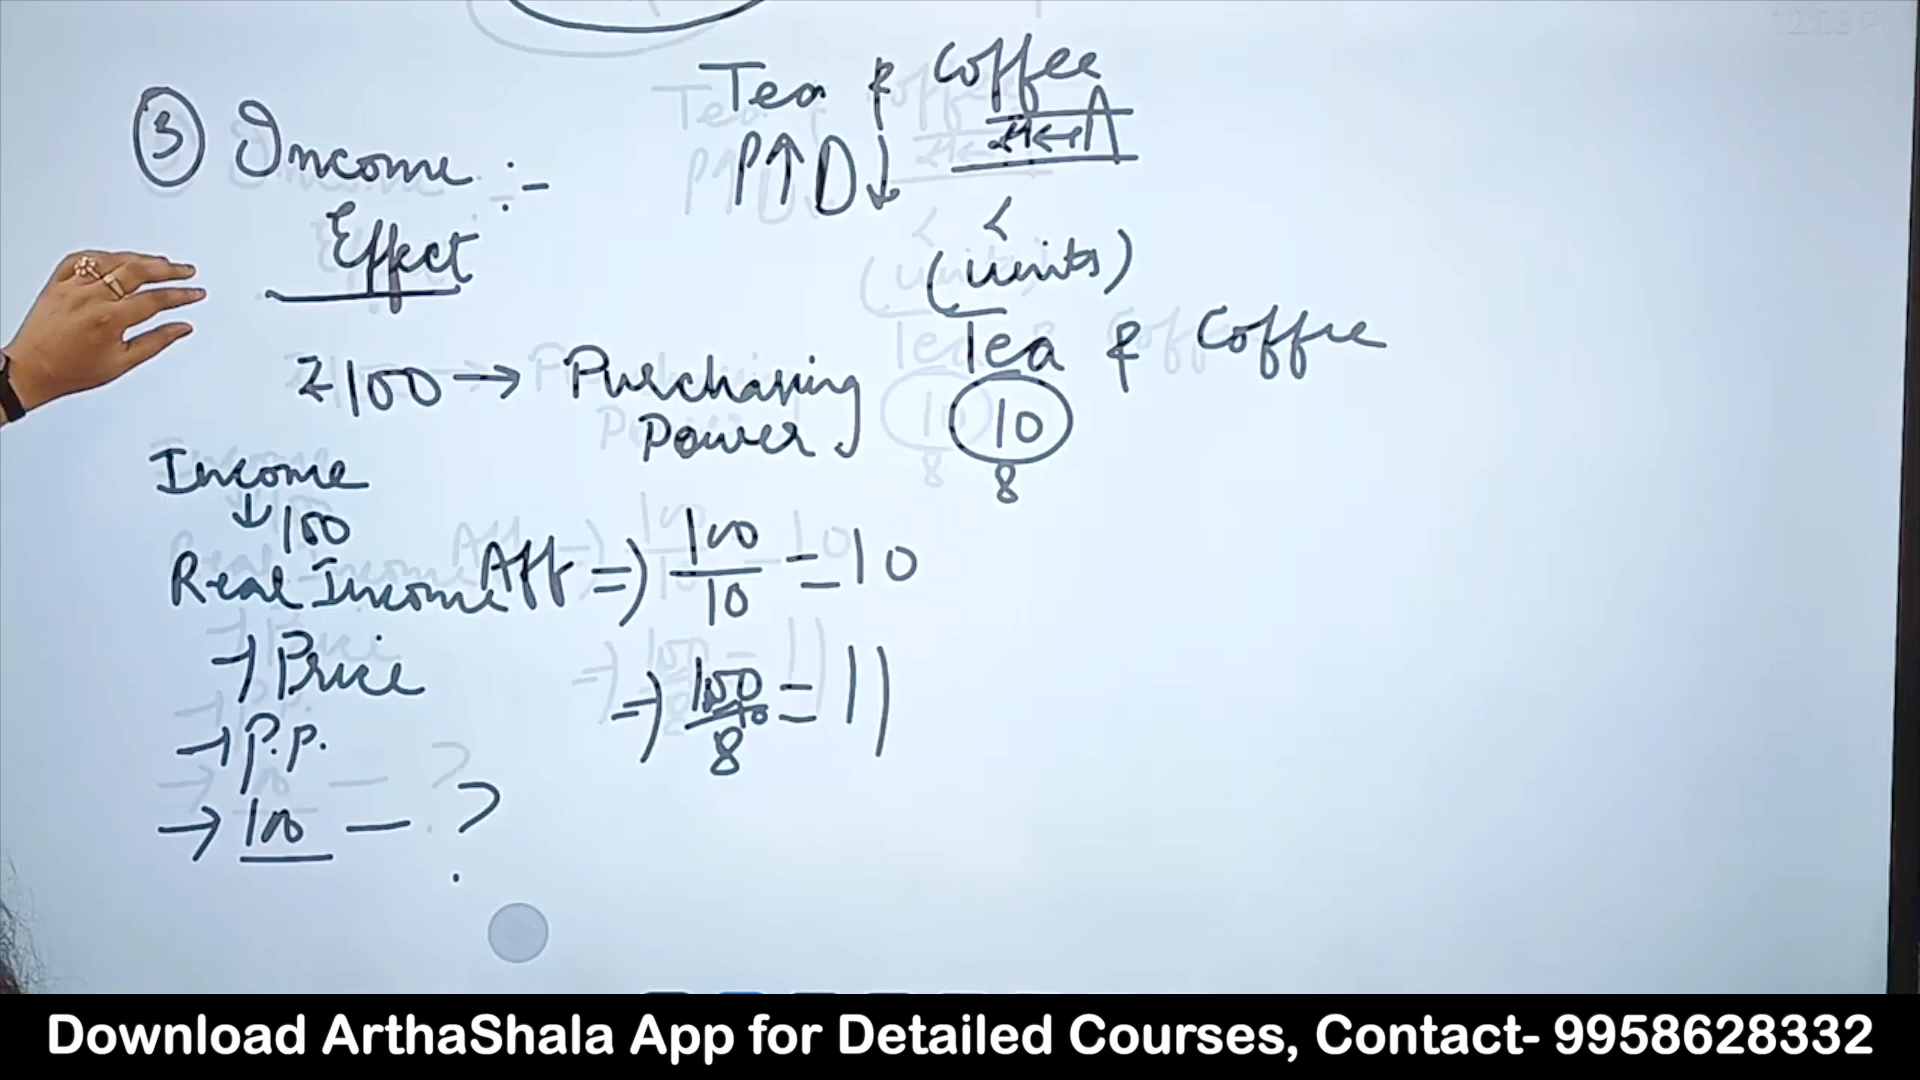 Tea & Coffee
P↑ D↓
③ Income :-
Effect
(units)
Tea & Coffee
₹100 → Purchasing
Power
10
8
Income
↓ 100
Real Income Aff ⇒ 100/10 = 10
→ Price
⇒ 100/8 = 11
→ P.P.
→ 100 — ?
Download ArthaShala App for Detailed Courses, Contact- 9958628332